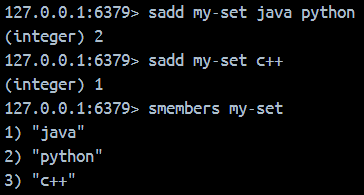 127.0.0.1:6379> sadd my-set java python
(integer) 2
127.0.0.1:6379> sadd my-set c++
(integer) 1
127.0.0.1:6379> smembers my-set
1) "java"
2) "python"
3) "c++"